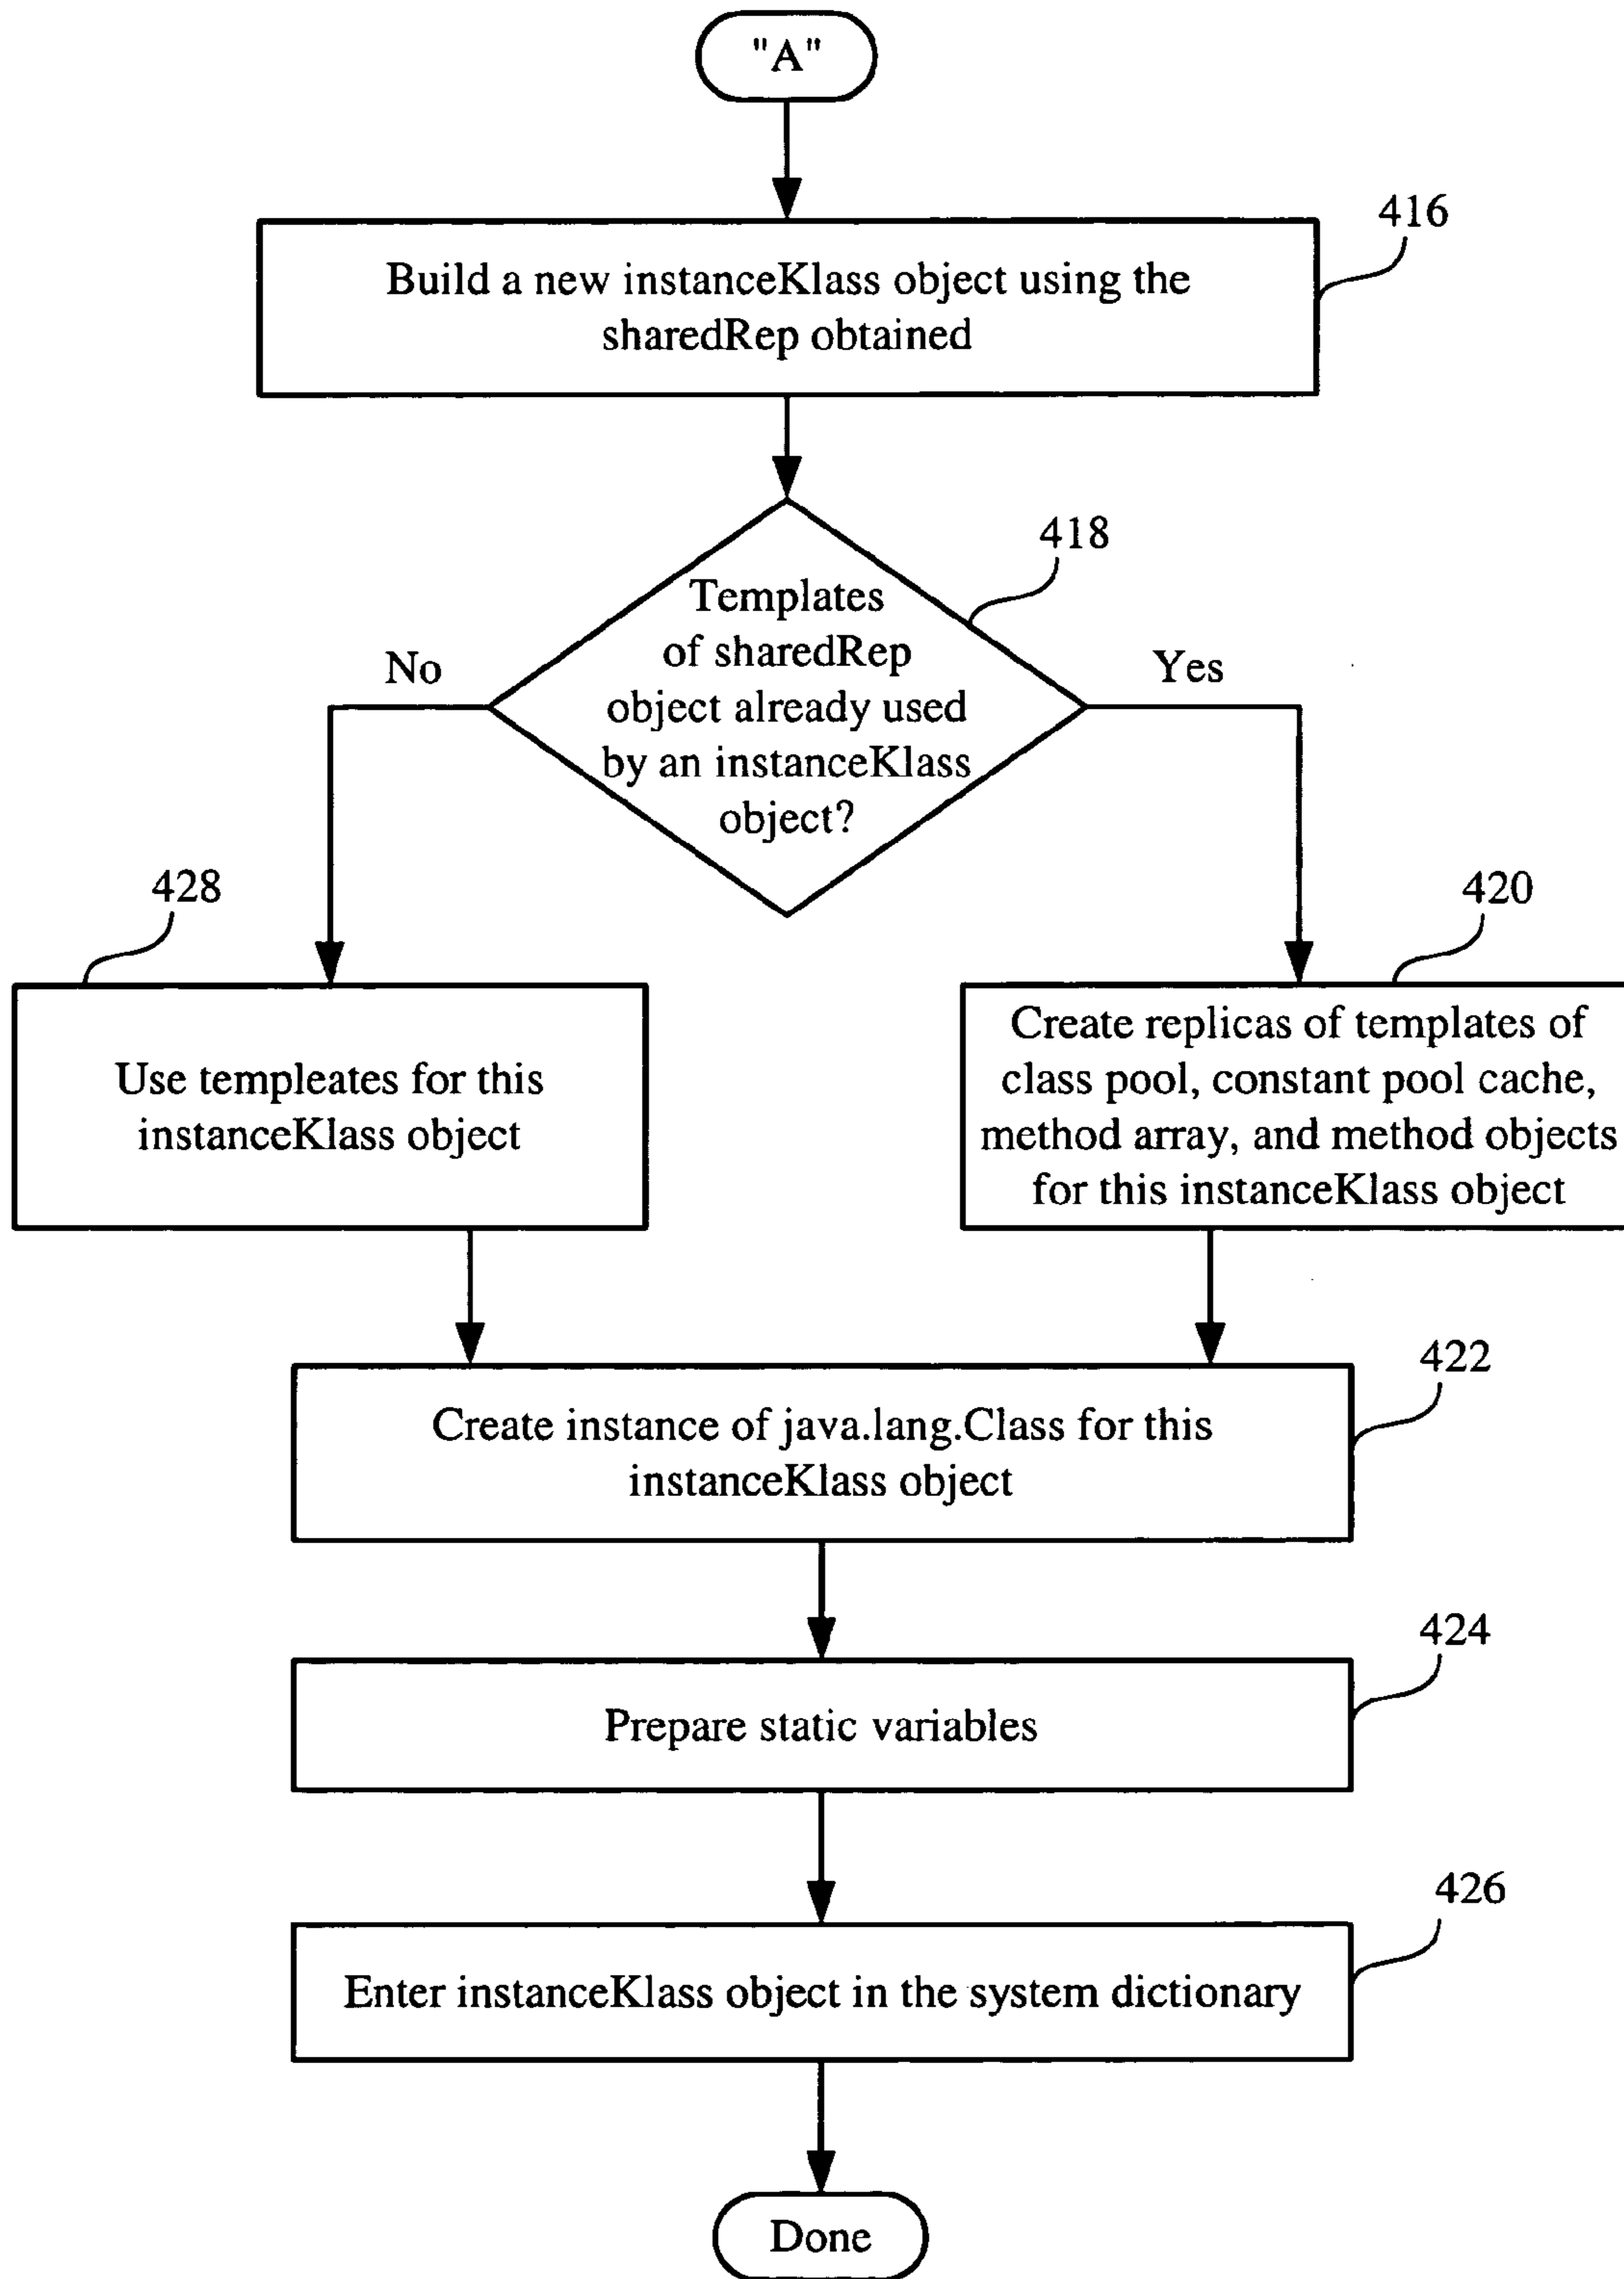 "A"
416
Build a new instanceKlass object using the
sharedRep obtained
418
Templates
of sharedRep
object already used
by an instanceKlass
object?
No
Yes
428
420
Use templeates for this
instanceKlass object
Create replicas of templates of
class pool, constant pool cache,
method array, and method objects
for this instanceKlass object
422
Create instance of java.lang.Class for this
instanceKlass object
424
Prepare static variables
426
Enter instanceKlass object in the system dictionary
Done